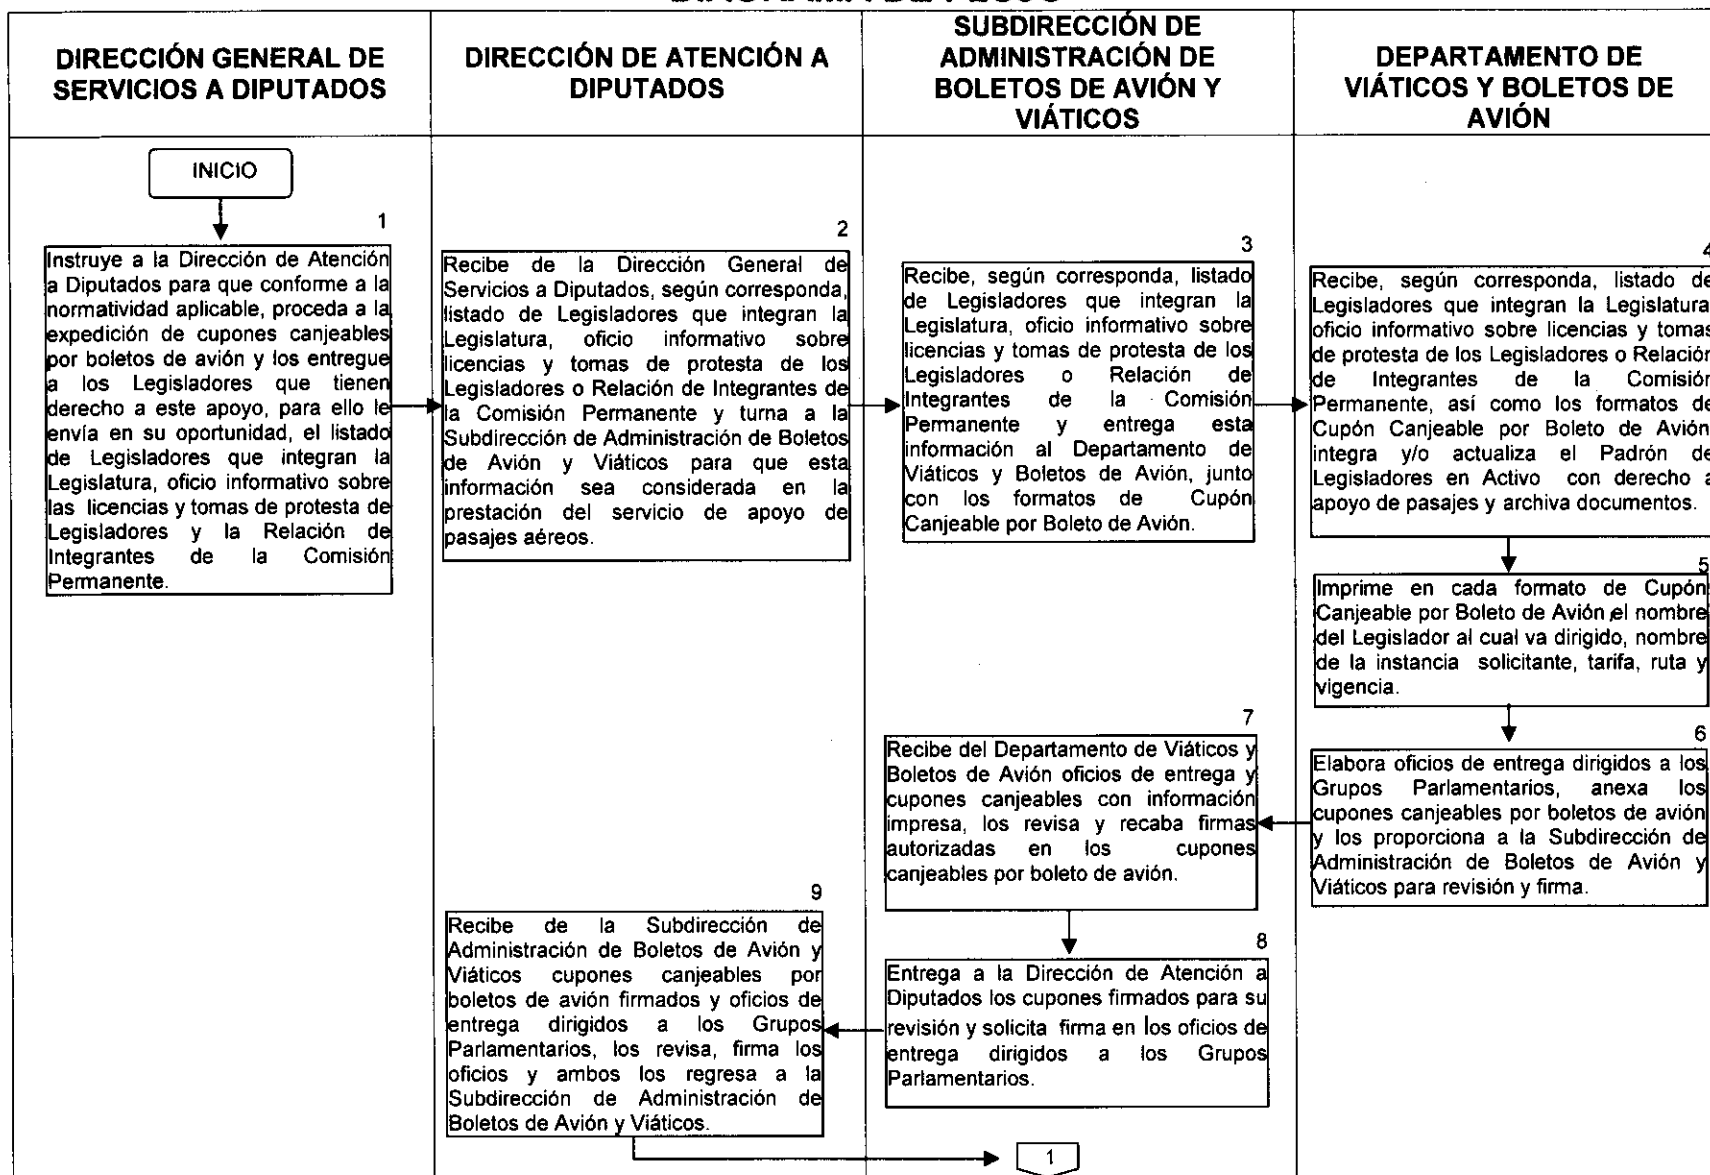 DIRECCIÓN GENERAL DE
SERVICIOS A DIPUTADOS
DIRECCIÓN DE ATENCIÓN A
DIPUTADOS
SUBDIRECCIÓN DE
ADMINISTRACIÓN DE
BOLETOS DE AVIÓN Y
VIÁTICOS
DEPARTAMENTO DE
VIÁTICOS Y BOLETOS DE
AVIÓN
INICIO
1
Instruye a la Dirección de Atención
a Diputados para que conforme a la
normatividad aplicable, proceda a la
expedición de cupones canjeables
por boletos de avión y los entregue
a los Legisladores que tienen
derecho a este apoyo, para ello le
envía en su oportunidad, el listado
de Legisladores que integran la
Legislatura, oficio informativo sobre
las licencias y tomas de protesta de
Legisladores y la Relación de
Integrantes de la Comisión
Permanente.
2
Recibe de la Dirección General de
Servicios a Diputados, según corresponda,
listado de Legisladores que integran la
Legislatura, oficio informativo sobre
licencias y tomas de protesta de los
Legisladores o Relación de Integrantes de
la Comisión Permanente y turna a la
Subdirección de Administración de Boletos
de Avión y Viáticos para que esta
información sea considerada en la
prestación del servicio de apoyo de
pasajes aéreos.
3
Recibe, según corresponda, listado
de Legisladores que integran la
Legislatura, oficio informativo sobre
licencias y tomas de protesta de los
Legisladores o Relación de
Integrantes de la Comisión
Permanente y entrega esta
información al Departamento de
Viáticos y Boletos de Avión, junto
con los formatos de Cupón
Canjeable por Boleto de Avión.
4
Recibe, según corresponda, listado de
Legisladores que integran la Legislatura
oficio informativo sobre licencias y tomas
de protesta de los Legisladores o Relación
de Integrantes de la Comisión
Permanente, así como los formatos de
Cupón Canjeable por Boleto de Avión
integra y/o actualiza el Padrón de
Legisladores en Activo con derecho a
apoyo de pasajes y archiva documentos.
5
Imprime en cada formato de Cupón
Canjeable por Boleto de Avión el nombre
del Legislador al cual va dirigido, nombre
de la instancia solicitante, tarifa, ruta y
vigencia.
6
Elabora oficios de entrega dirigidos a los
Grupos Parlamentarios, anexa los
cupones canjeables por boletos de avión
y los proporciona a la Subdirección de
Administración de Boletos de Avión y
Viáticos para revisión y firma.
7
Recibe del Departamento de Viáticos y
Boletos de Avión oficios de entrega y
cupones canjeables con información
impresa, los revisa y recaba firmas
autorizadas en los cupones
canjeables por boleto de avión.
8
Entrega a la Dirección de Atención a
Diputados los cupones firmados para su
revisión y solicita firma en los oficios de
entrega dirigidos a los Grupos
Parlamentarios.
9
Recibe de la Subdirección de
Administración de Boletos de Avión y
Viáticos cupones canjeables por
boletos de avión firmados y oficios de
entrega dirigidos a los Grupos
Parlamentarios, los revisa, firma los
oficios y ambos los regresa a la
Subdirección de Administración de
Boletos de Avión y Viáticos.
1